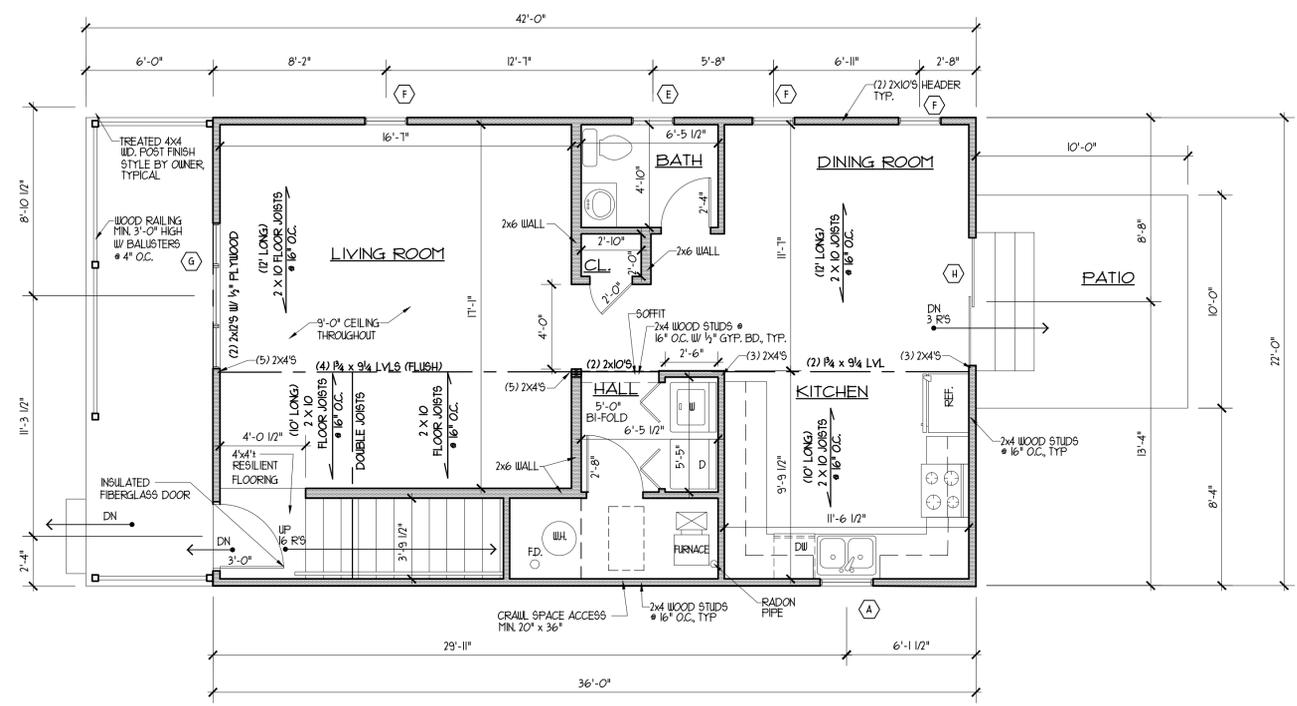 42'-0"
6'-0"
8'-2"
12'-7"
5'-8"
6'-11"
2'-8"
F
E
F
F
(2) 2X10'S HEADER
TYP.
TREATED 4X4
WD. POST FINISH
STYLE BY OWNER,
TYPICAL
16'-7"
6'-5 1/2"
BATH
DINING ROOM
10'-0"
4'-10"
2'-4"
8'-10 1/2"
WOOD RAILING
MIN. 3'-0" HIGH
W/ BALUSTERS
@ 4" O.C.
G
(2) 2x12'S W/ 1/2" PLYWOOD
(12' LONG)
2 X 10 FLOOR JOISTS
@ 16" O.C.
LIVING ROOM
2x6 WALL
2'-10"
2x6 WALL
CL.
2'-0"
2'-0"
11'-7"
(12' LONG)
2 X 10 JOISTS
@ 16" O.C.
8'-8"
H
PATIO
DN
3 R'S
10'-0"
22'-0"
9'-0" CEILING
THROUGHOUT
17'-1"
4'-0"
SOFFIT
2x4 WOOD STUDS @
16" O.C. W/ 1/2" GYP. BD., TYP.
2'-6"
(5) 2X4'S
(4) 1 3/4 x 9 1/4 LVLS (FLUSH)
(2) 2x10'S
(3) 2X4'S
(2) 1 3/4 x 9 1/4 LVL
(3) 2X4'S
(5) 2X4'S
HALL
5'-0"
BI-FOLD
6'-5 1/2"
W
D
5'-5"
KITCHEN
REF.
11'-3 1/2"
(10' LONG)
2 X 10
FLOOR JOISTS
@ 16" O.C.
DOUBLE JOISTS
2 X 10
FLOOR JOISTS
@ 16" O.C.
4'-0 1/2"
4'x4'±
RESILIENT
FLOORING
2x6 WALL
2'-8"
9'-9 1/2"
(10' LONG)
2 X 10 JOISTS
@ 16" O.C.
2x4 WOOD STUDS
@ 16" O.C., TYP
13'-4"
8'-4"
INSULATED
FIBERGLASS DOOR
DN
DN
UP
16 R'S
3'-0"
3'-9 1/2"
F.D.
W.H.
FURNACE
11'-6 1/2"
DW
2'-4"
CRAWL SPACE ACCESS
MIN. 20" x 36"
2x4 WOOD STUDS
@ 16" O.C., TYP
RADON
PIPE
A
29'-11"
6'-1 1/2"
36'-0"